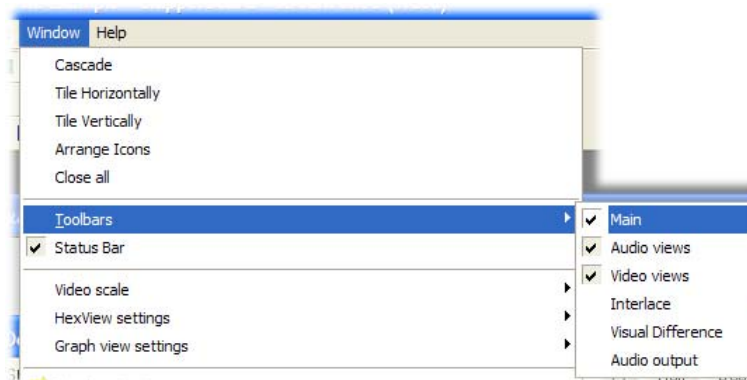 Window Help
Cascade
Tile Horizontally
Tile Vertically
Arrange Icons
Close all
Toolbars
Status Bar
Video scale
HexView settings
Graph view settings
Main
Audio views
Video views
Interlace
Visual Difference
Audio output